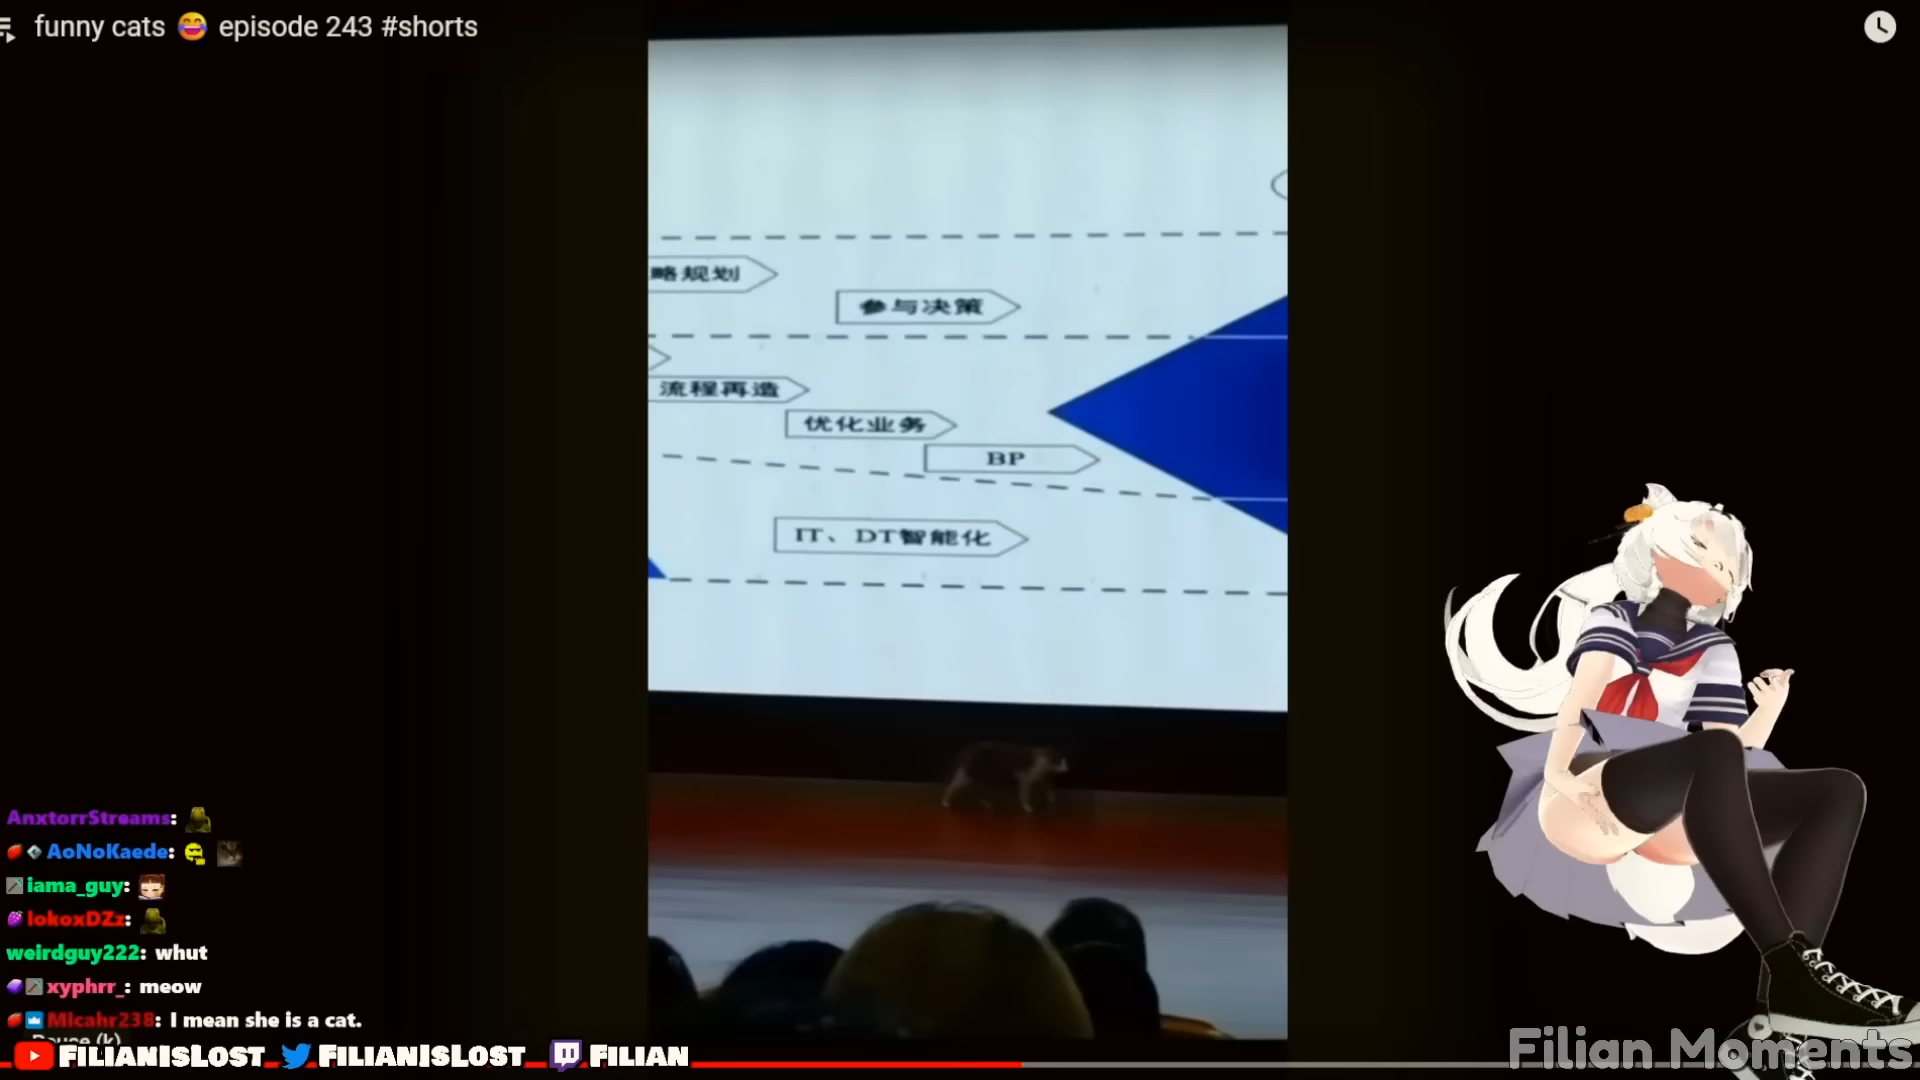 funny cats 😂 episode 243 #shorts
略规划
参与决策
流程再造
优化业务
BP
IT、DT智能化
AnxtorrStreams:
AoNoKaede:
iama_guy:
lokoxDZz:
weirdguy222: whut
xyphrr_: meow
Micahr238: I mean she is a cat.
Pause (k)
FILIANISLOST FILIANISLOST FILIAN
Filian Moments